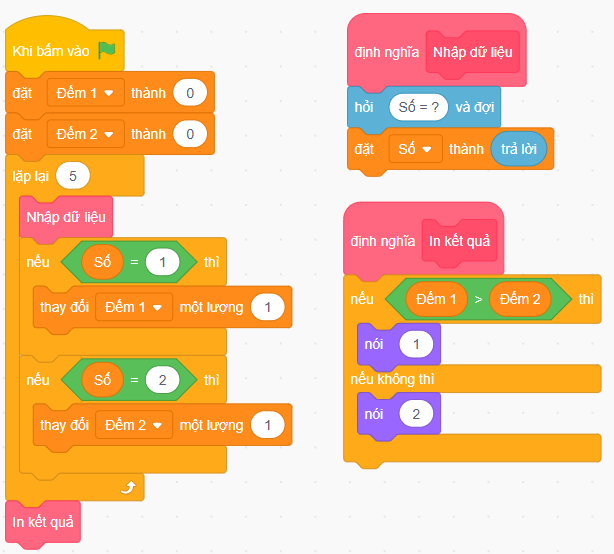 Khi bấm vào
đặt Đếm 1 thành 0
đặt Đếm 2 thành 0
lặp lại 5
Nhập dữ liệu
nếu Số = 1 thì
thay đổi Đếm 1 một lượng 1
nếu Số = 2 thì
thay đổi Đếm 2 một lượng 1
In kết quả
định nghĩa Nhập dữ liệu
hỏi Số = ? và đợi
đặt Số thành trả lời
định nghĩa In kết quả
nếu Đếm 1 > Đếm 2 thì
nói 1
nếu không thì
nói 2